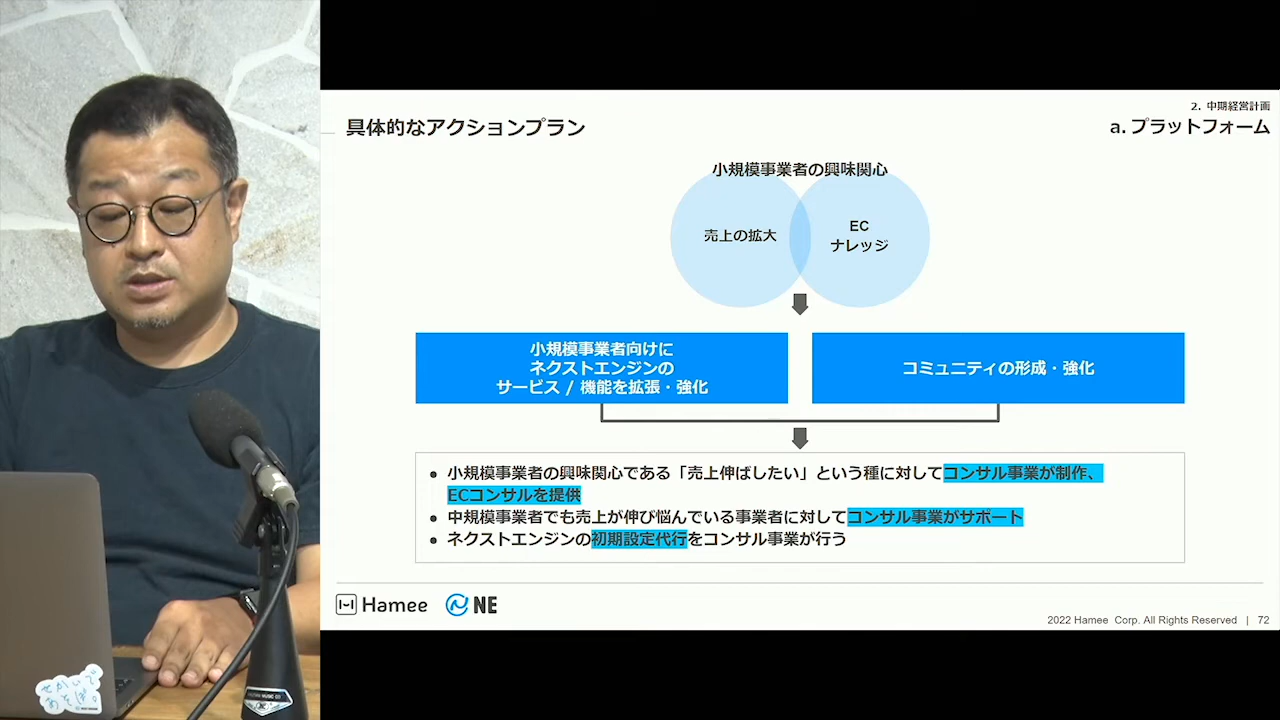 2. 中期経営計画
具体的なアクションプラン
a. プラットフォーム
小規模事業者の興味関心
売上の拡大
EC
ナレッジ
小規模事業者向けに
ネクストエンジンの
サービス / 機能を拡張・強化
コミュニティの形成・強化
● 小規模事業者の興味関心である「売上伸ばしたい」という種に対してコンサル事業が制作、
ECコンサルを提供
● 中規模事業者でも売上が伸び悩んでいる事業者に対してコンサル事業がサポート
● ネクストエンジンの初期設定代行をコンサル事業が行う
Hamee NE
2022 Hamee Corp. All Rights Reserved | 72
せかいで
あそぼ。